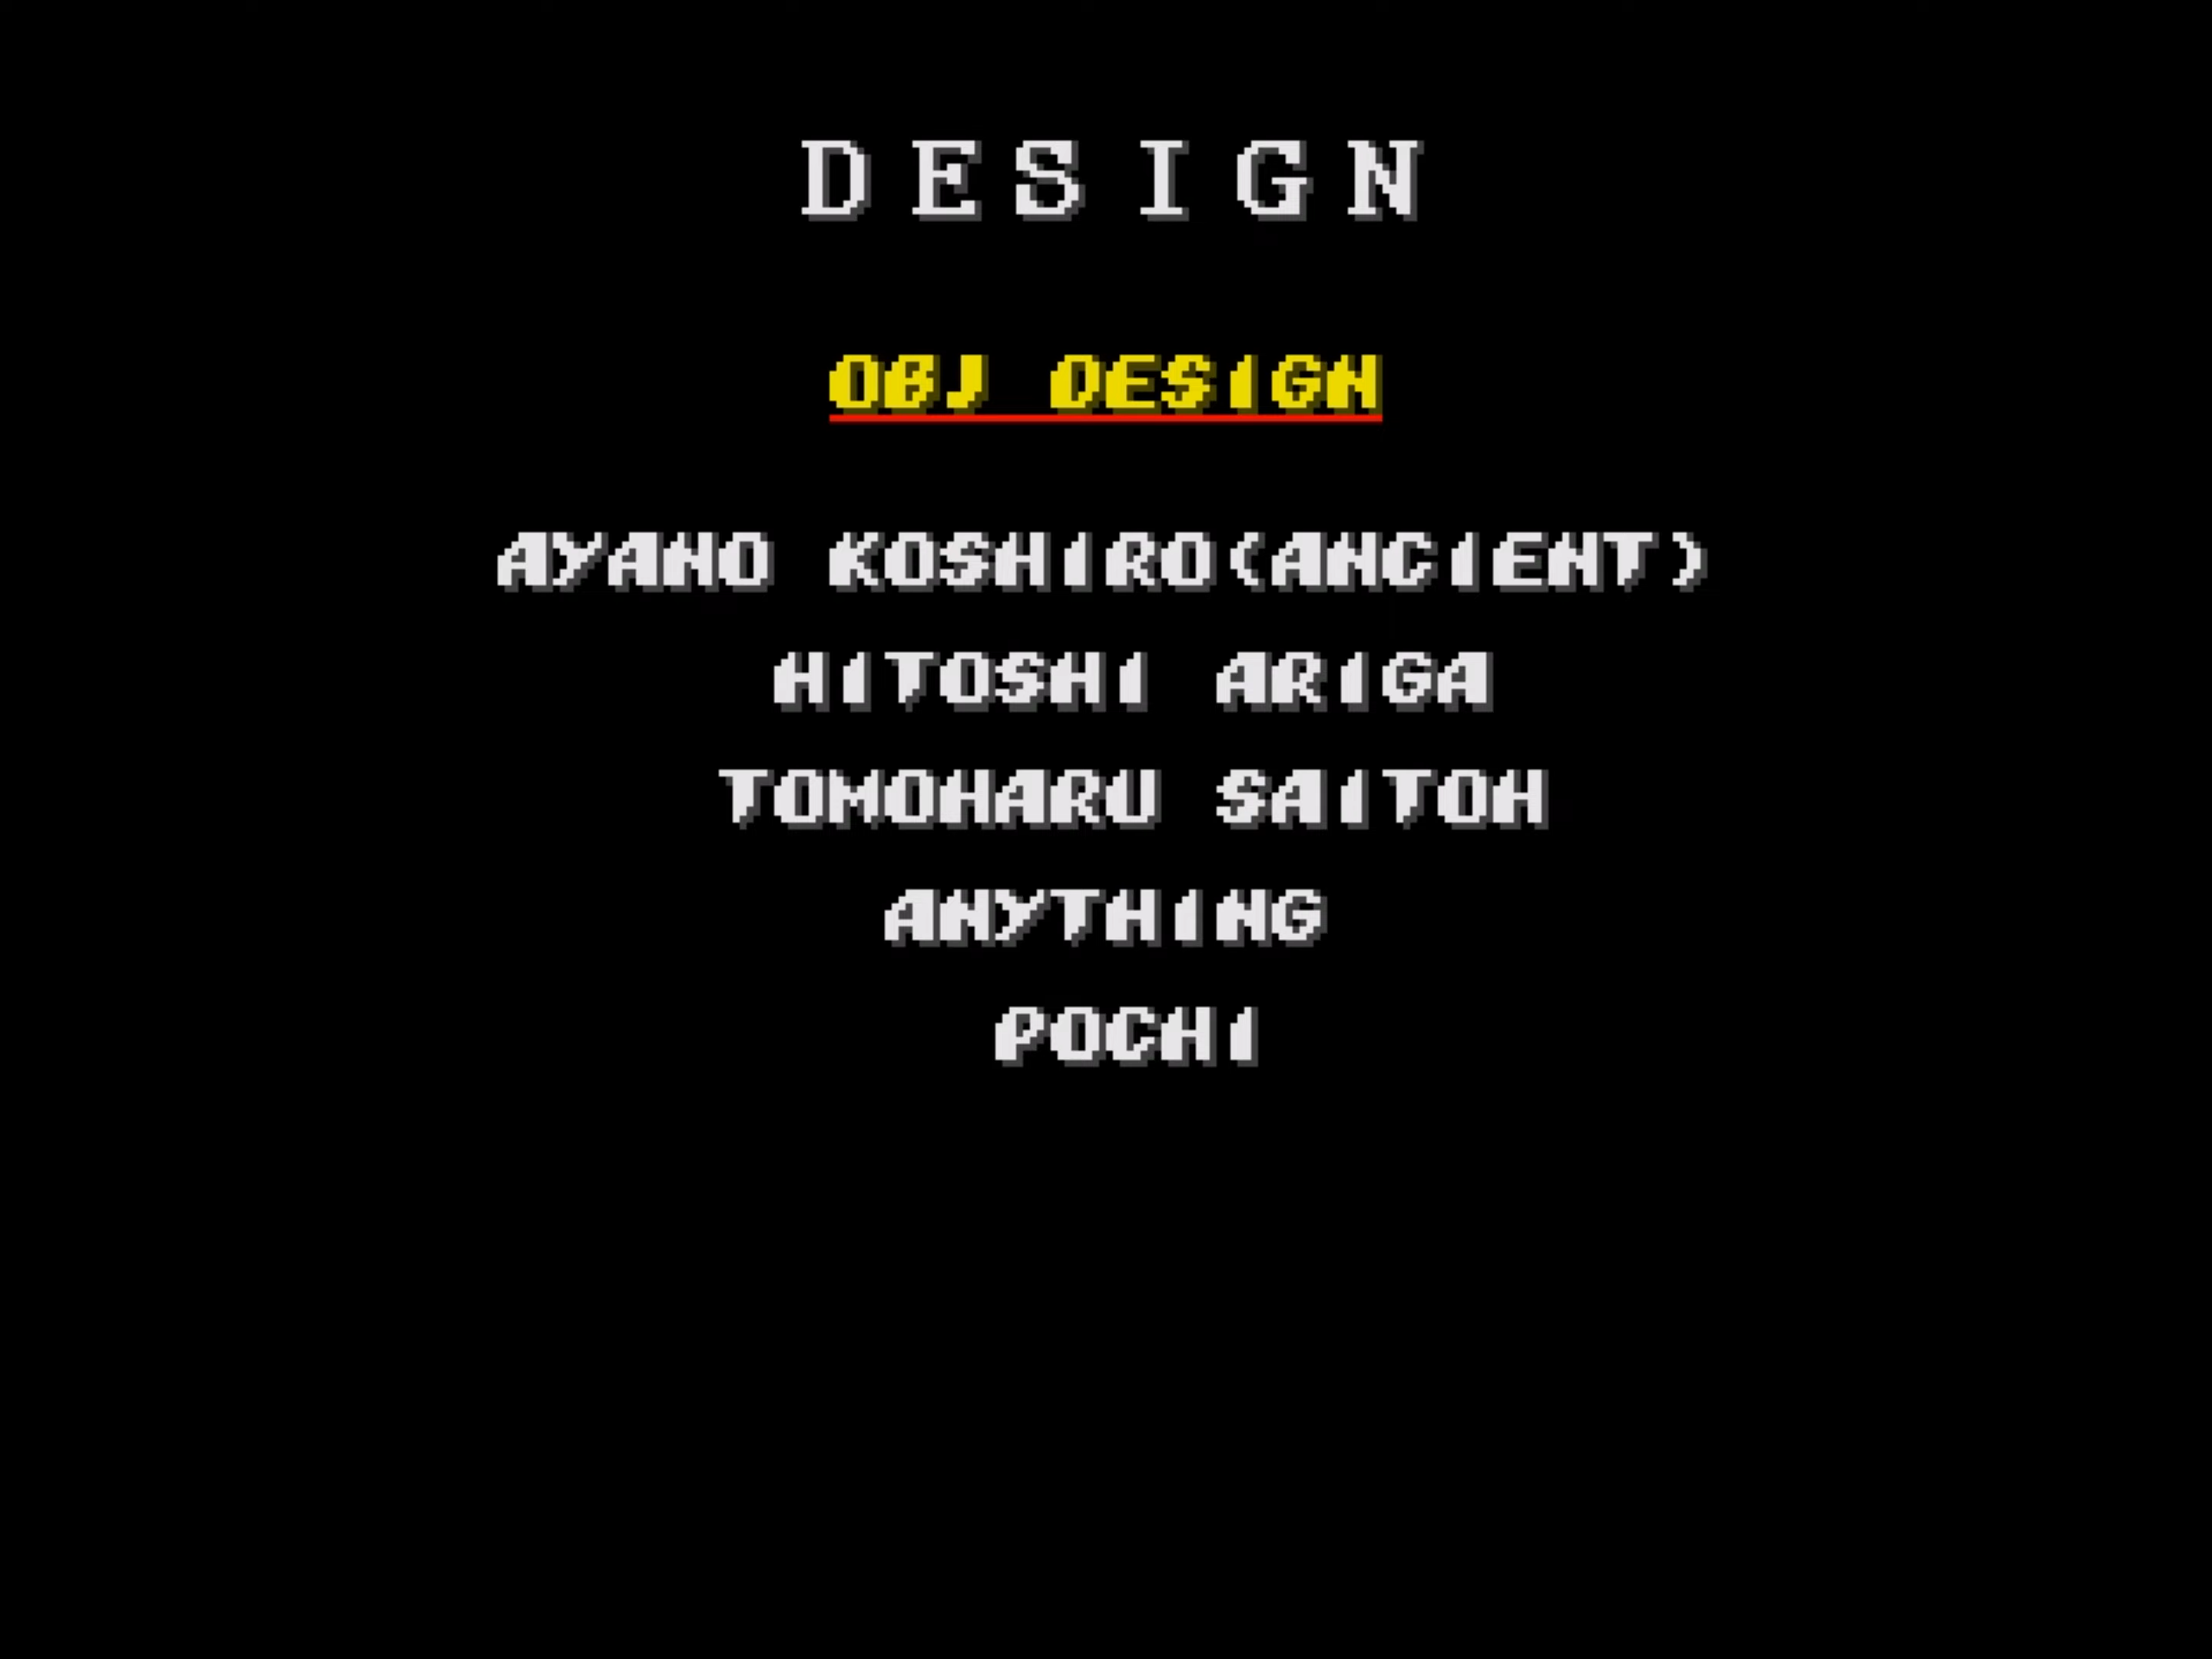 DESIGN
OBJ DESIGN
AYANO KOSHIRO(ANCIENT)
HITOSHI ARIGA
TOMOHARU SAITOH
ANYTHING
POCHI